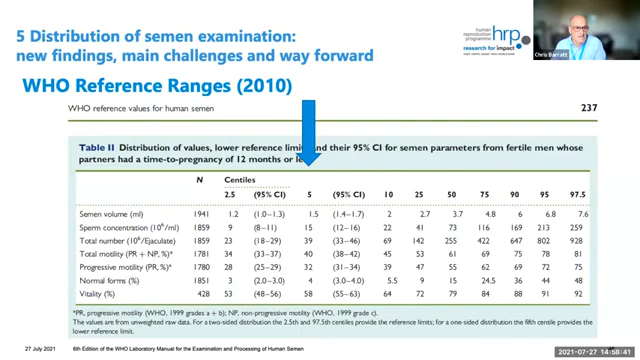 5 Distribution of semen examination:
new findings, main challenges and way forward
human
reproduction
programme
hrp
research for impact
Chris Barratt
WHO Reference Ranges (2010)
WHO reference values for human semen 237
Table II Distribution of values, lower reference limits and their 95% CI for semen parameters from fertile men whose
partners had a time-to-pregnancy of 12 months or le
N Centiles
2.5 (95% CI) 5 (95% CI) 10 25 50 75 90 95 97.5
Semen volume (ml) 1941 1.2 (1.0–1.3) 1.5 (1.4–1.7) 2 2.7 3.7 4.8 6 6.8 7.6
Sperm concentration (10⁶/ml) 1859 9 (8–11) 15 (12–16) 22 41 73 116 169 213 259
Total number (10⁶/Ejaculate) 1859 23 (18–29) 39 (33–46) 69 142 255 422 647 802 928
Total motility (PR + NP, %)* 1781 34 (33–37) 40 (38–42) 45 53 61 69 75 78 81
Progressive motility (PR, %)* 1780 28 (25–29) 32 (31–34) 39 47 55 62 69 72 75
Normal forms (%) 1851 3 (2.0–3.0) 4 (3.0–4.0) 5.5 9 15 24.5 36 44 48
Vitality (%) 428 53 (48–56) 58 (55–63) 64 72 79 84 88 91 92
*PR, progressive motility (WHO, 1999 grades a + b); NP, non-progressive motility (WHO, 1999 grade c).
The values are from unweighted raw data. For a two-sided distribution the 2.5th and 97.5th centiles provide the reference limits; for a one-sided distribution the fifth centile provides the
lower reference limit.
27 July 2021 6th Edition of the WHO Laboratory Manual for the Examination and Processing of Human Semen
2021-07-27 14:58:41